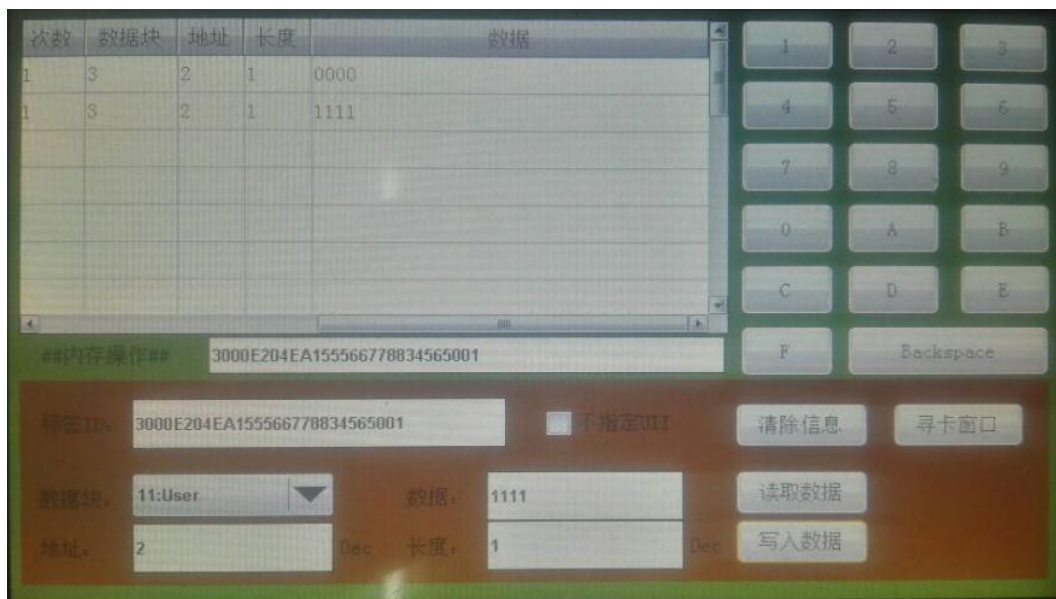 次数 数据块 地址 长度 数据
1 3 2 1 0000
1 3 2 1 1111
1 2 3
4 5 6
7 8 9
0 A B
C D E
F Backspace
##内存操作## 3000E204EA155566778834565001
标签ID: 3000E204EA155566778834565001 不指定UII 清除信息 寻卡窗口
数据块: 11:User 数据: 1111 读取数据
地址: 2 Dec 长度: 1 Dec 写入数据